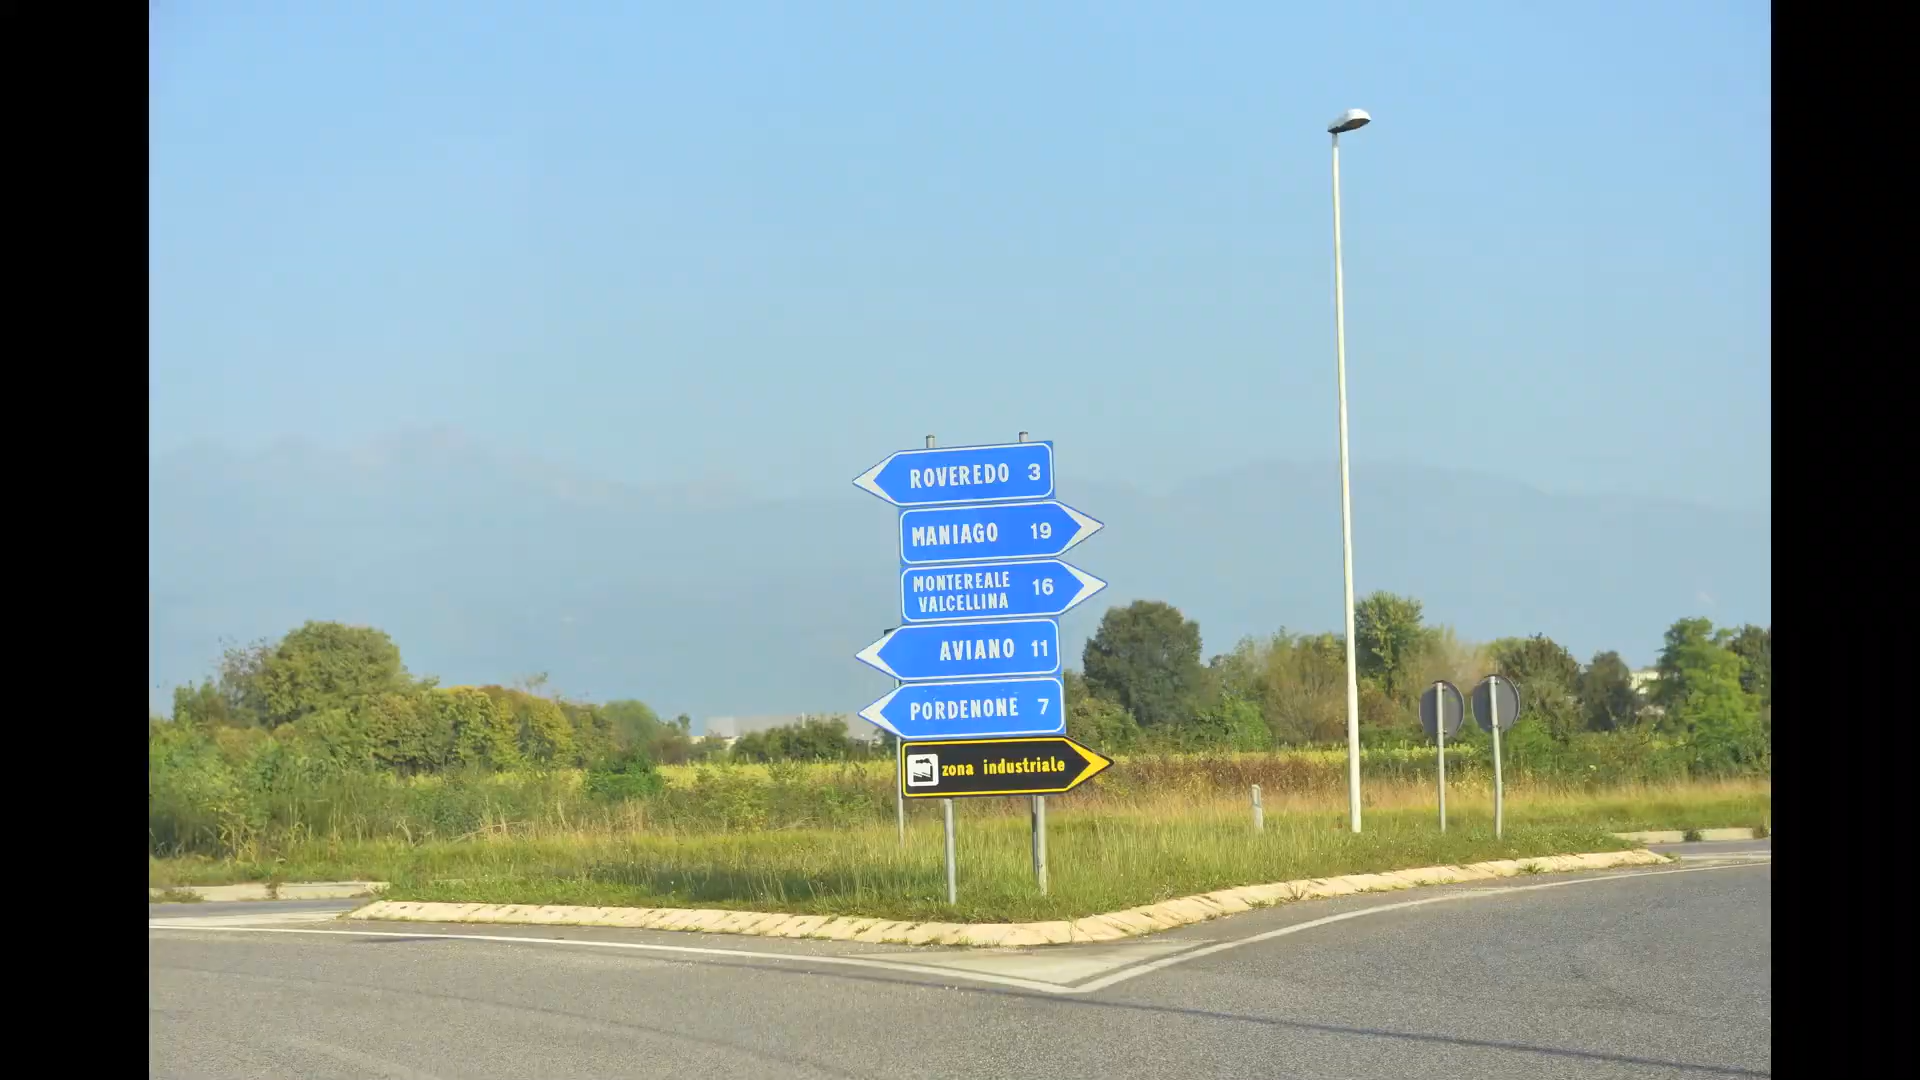 ROVEREDO 3
MANIAGO 19
MONTEREALE
VALCELLINA 16
AVIANO 11
PORDENONE 7
zona industriale